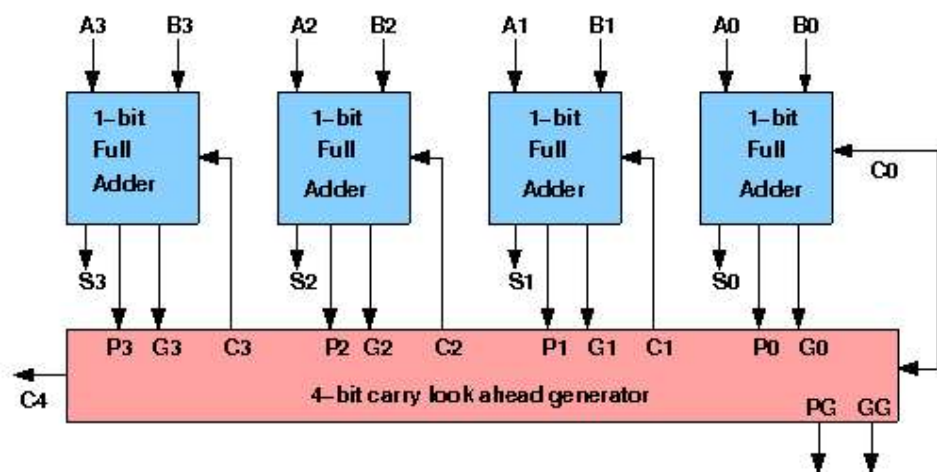 A3 B3 A2 B2 A1 B1 A0 B0
1-bit 1-bit 1-bit 1-bit
Full Full Full Full
Adder Adder Adder Adder
C0
S3 S2 S1 S0
P3 G3 C3 P2 G2 C2 P1 G1 C1 P0 G0
C4
4-bit carry look ahead generator
PG GG